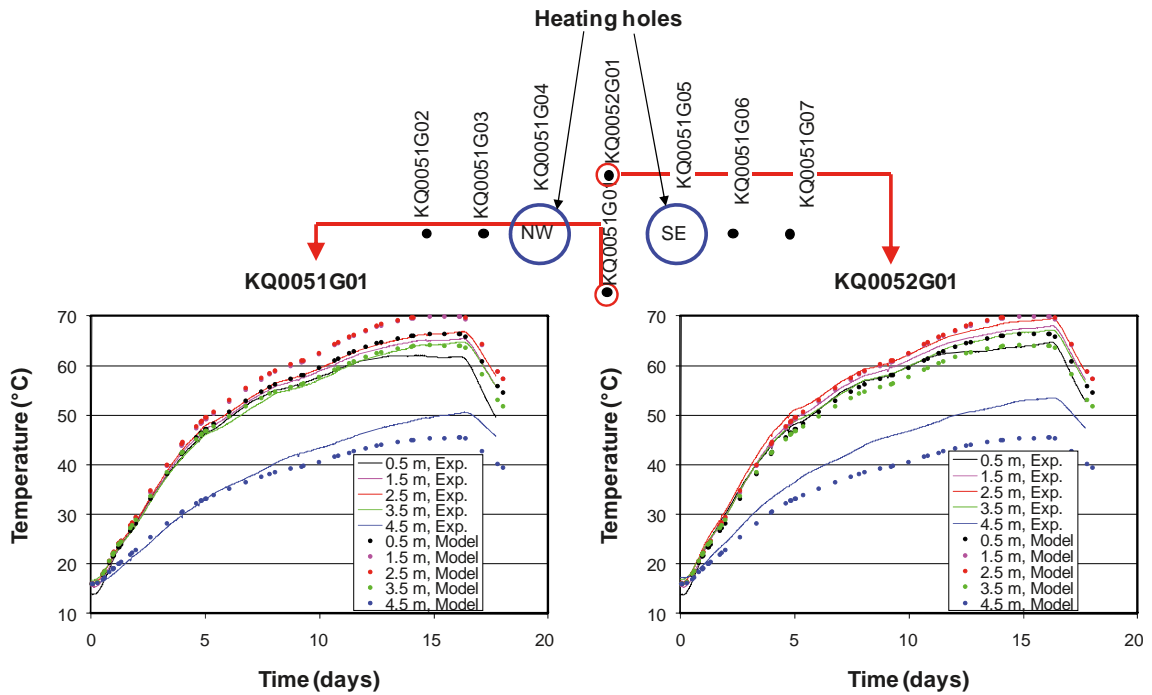 Heating holes
KQ0051G02
KQ0051G03
KQ0051G04
KQ0052G01
KQ0051G01
KQ0051G05
KQ0051G06
KQ0051G07
NW
SE
KQ0051G01
KQ0052G01
Temperature (°C)
70
60
50
40
30
20
10
0.5 m, Exp.
1.5 m, Exp.
2.5 m, Exp.
3.5 m, Exp.
4.5 m, Exp.
0.5 m, Model
1.5 m, Model
2.5 m, Model
3.5 m, Model
4.5 m, Model
0 5 10 15 20
Time (days)
Temperature (°C)
70
60
50
40
30
20
10
0.5 m, Exp.
1.5 m, Exp.
2.5 m, Exp.
3.5 m, Exp.
4.5 m, Exp.
0.5 m, Model
1.5 m, Model
2.5 m, Model
3.5 m, Model
4.5 m, Model
0 5 10 15 20
Time (days)